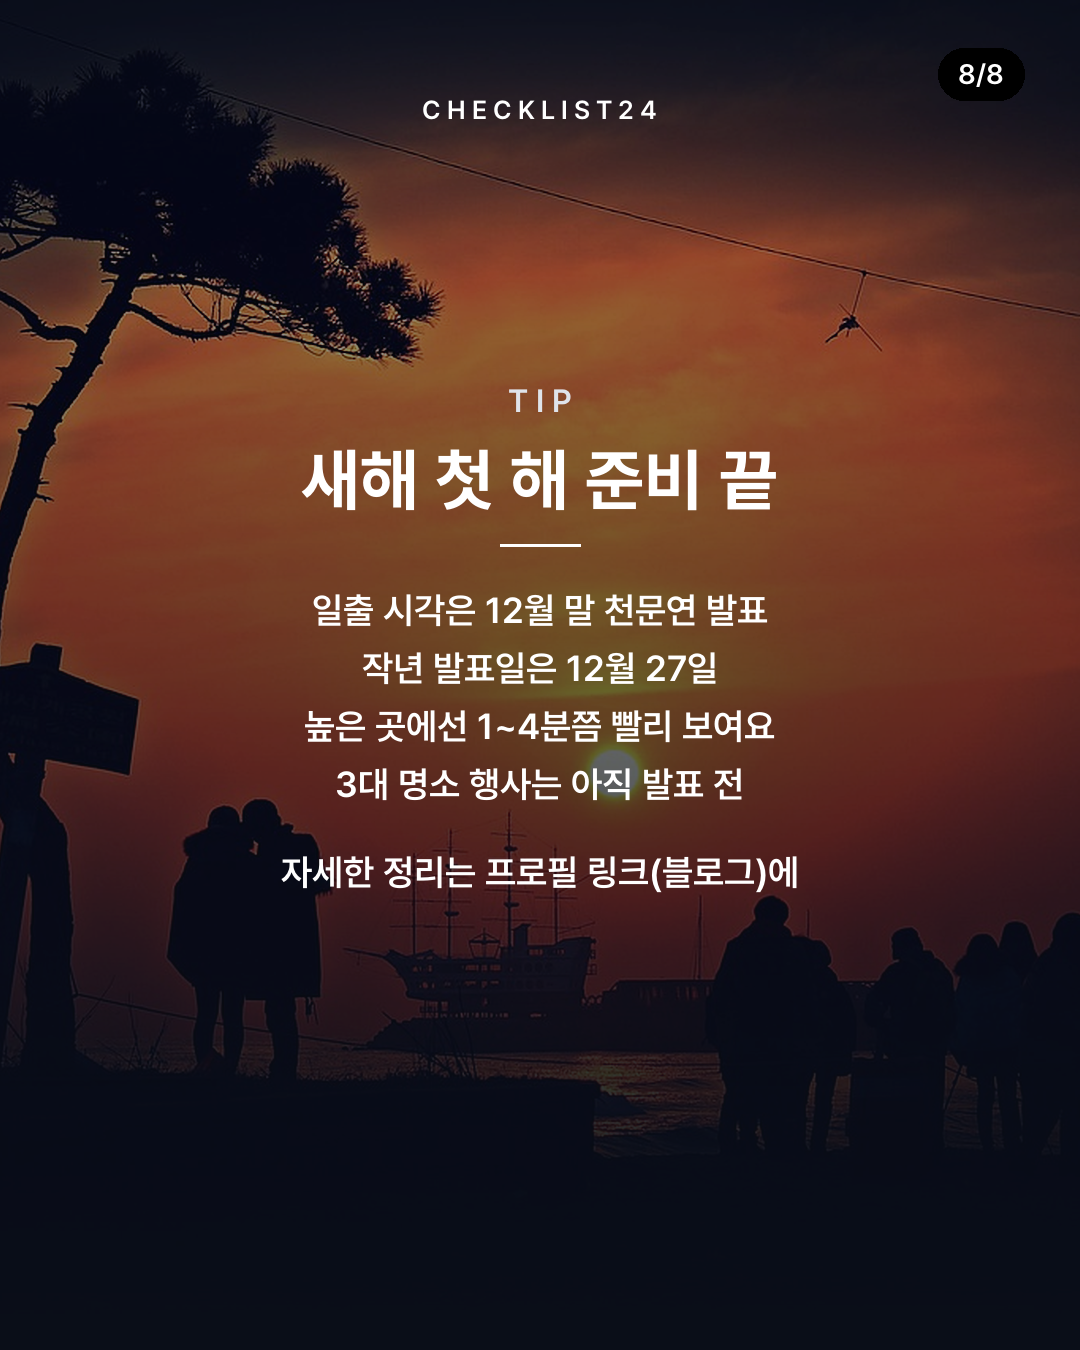 8/8
CHECKLIST24
TIP
새해 첫 해 준비 끝
일출 시각은 12월 말 천문연 발표
작년 발표일은 12월 27일
높은 곳에선 1~4분쯤 빨리 보여요
3대 명소 행사는 아직 발표 전
자세한 정리는 프로필 링크(블로그)에